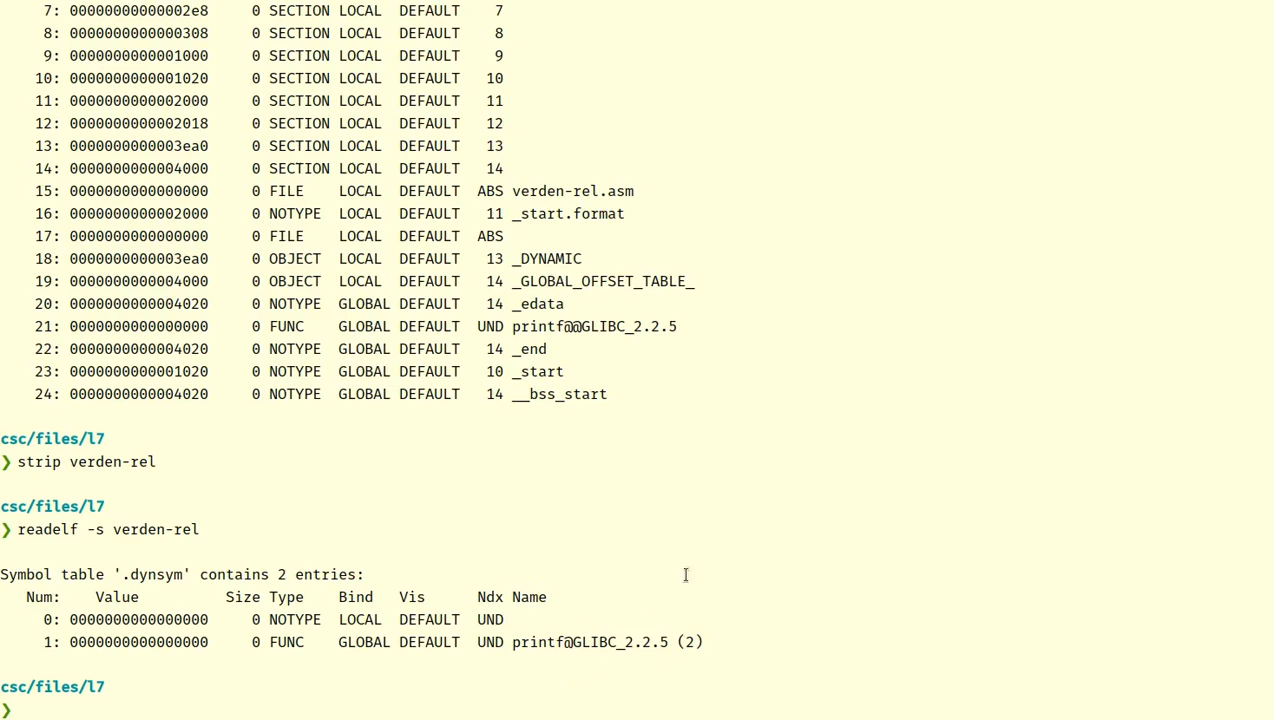 7: 00000000000002e8     0 SECTION LOCAL  DEFAULT    7
8: 0000000000000308     0 SECTION LOCAL  DEFAULT    8
9: 0000000000001000     0 SECTION LOCAL  DEFAULT    9
10: 0000000000001020     0 SECTION LOCAL  DEFAULT   10
11: 0000000000002000     0 SECTION LOCAL  DEFAULT   11
12: 0000000000002018     0 SECTION LOCAL  DEFAULT   12
13: 0000000000003ea0     0 SECTION LOCAL  DEFAULT   13
14: 0000000000004000     0 SECTION LOCAL  DEFAULT   14
15: 0000000000000000     0 FILE    LOCAL  DEFAULT  ABS verden-rel.asm
16: 0000000000002000     0 NOTYPE  LOCAL  DEFAULT   11 _start.format
17: 0000000000000000     0 FILE    LOCAL  DEFAULT  ABS
18: 0000000000003ea0     0 OBJECT  LOCAL  DEFAULT   13 _DYNAMIC
19: 0000000000004000     0 OBJECT  LOCAL  DEFAULT   14 _GLOBAL_OFFSET_TABLE_
20: 0000000000004020     0 NOTYPE  GLOBAL DEFAULT   14 _edata
21: 0000000000000000     0 FUNC    GLOBAL DEFAULT  UND printf@@GLIBC_2.2.5
22: 0000000000004020     0 NOTYPE  GLOBAL DEFAULT   14 _end
23: 0000000000001020     0 NOTYPE  GLOBAL DEFAULT   10 _start
24: 0000000000004020     0 NOTYPE  GLOBAL DEFAULT   14 __bss_start
csc/files/l7
❯ strip verden-rel
csc/files/l7
❯ readelf -s verden-rel
Symbol table '.dynsym' contains 2 entries:
Num:    Value          Size Type    Bind   Vis      Ndx Name
0: 0000000000000000     0 NOTYPE  LOCAL  DEFAULT  UND
1: 0000000000000000     0 FUNC    GLOBAL DEFAULT  UND printf@GLIBC_2.2.5 (2)
csc/files/l7
❯